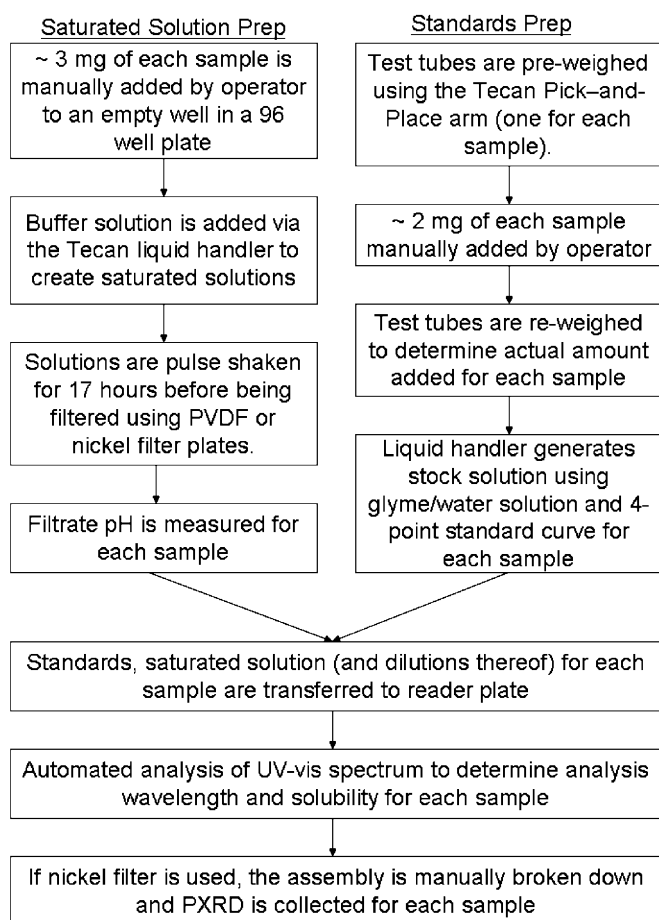 Saturated Solution Prep
~ 3 mg of each sample is
manually added by operator
to an empty well in a 96
well plate
Buffer solution is added via
the Tecan liquid handler to
create saturated solutions
Solutions are pulse shaken
for 17 hours before being
filtered using PVDF or
nickel filter plates.
Filtrate pH is measured for
each sample
Standards Prep
Test tubes are pre-weighed
using the Tecan Pick–and-
Place arm (one for each
sample).
~ 2 mg of each sample
manually added by operator
Test tubes are re-weighed
to determine actual amount
added for each sample
Liquid handler generates
stock solution using
glyme/water solution and 4-
point standard curve for
each sample
Standards, saturated solution (and dilutions thereof) for each
sample are transferred to reader plate
Automated analysis of UV-vis spectrum to determine analysis
wavelength and solubility for each sample
If nickel filter is used, the assembly is manually broken down
and PXRD is collected for each sample